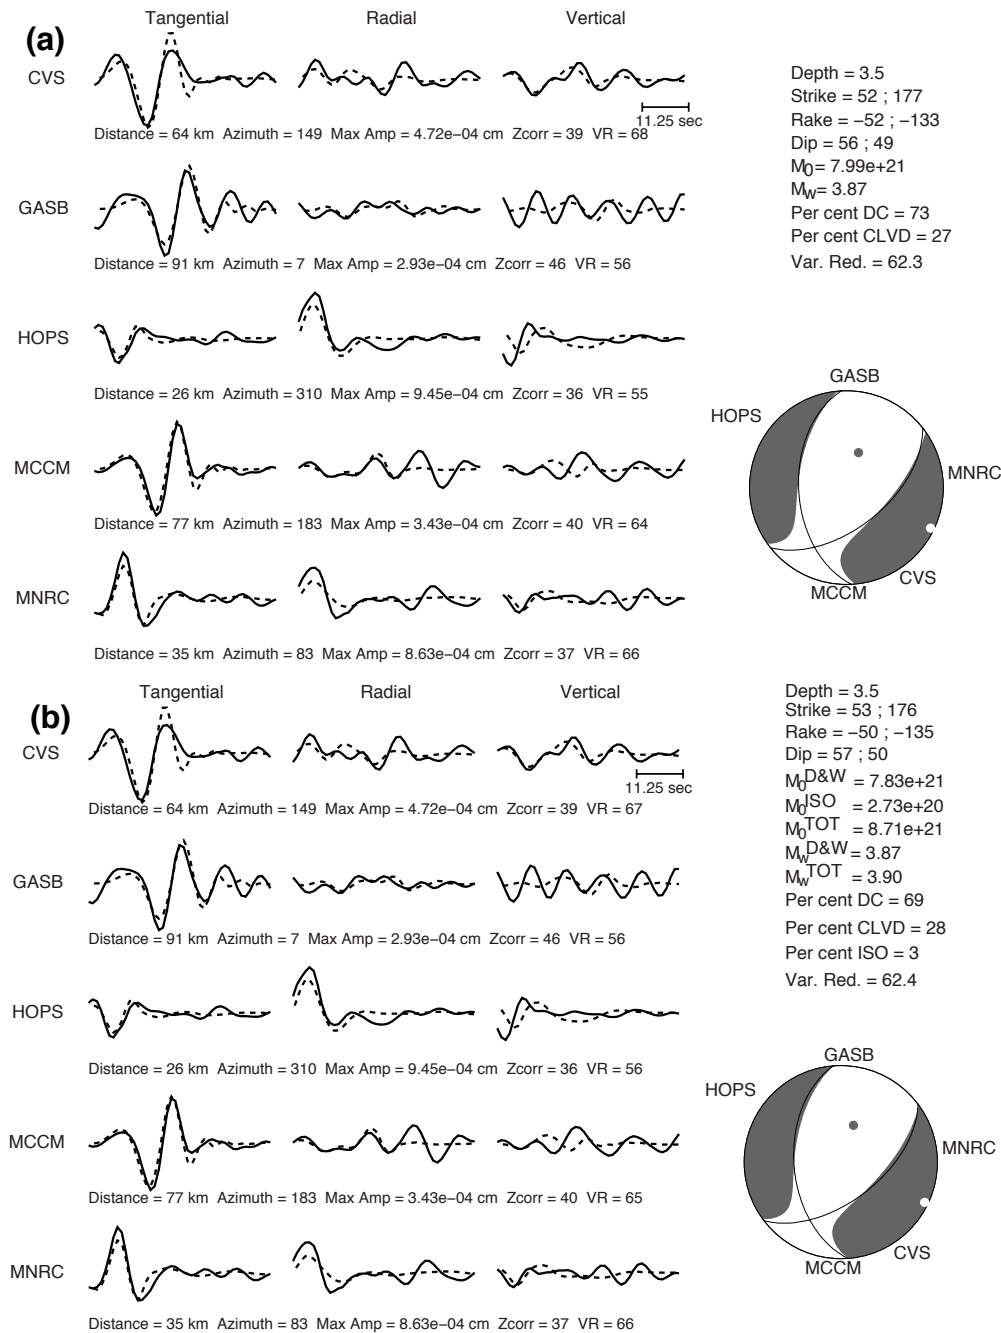 (a)
Tangential Radial Vertical
CVS
11.25 sec
Distance = 64 km Azimuth = 149 Max Amp = 4.72e−04 cm Zcorr = 39 VR = 68
GASB
Distance = 91 km Azimuth = 7 Max Amp = 2.93e−04 cm Zcorr = 46 VR = 56
HOPS
Distance = 26 km Azimuth = 310 Max Amp = 9.45e−04 cm Zcorr = 36 VR = 55
MCCM
Distance = 77 km Azimuth = 183 Max Amp = 3.43e−04 cm Zcorr = 40 VR = 64
MNRC
Distance = 35 km Azimuth = 83 Max Amp = 8.63e−04 cm Zcorr = 37 VR = 66
Depth = 3.5
Strike = 52 ; 177
Rake = −52 ; −133
Dip = 56 ; 49
M0 = 7.99e+21
Mw = 3.87
Per cent DC = 73
Per cent CLVD = 27
Var. Red. = 62.3
GASB
HOPS
MNRC
CVS
MCCM
(b)
Tangential Radial Vertical
CVS
11.25 sec
Distance = 64 km Azimuth = 149 Max Amp = 4.72e−04 cm Zcorr = 39 VR = 67
GASB
Distance = 91 km Azimuth = 7 Max Amp = 2.93e−04 cm Zcorr = 46 VR = 56
HOPS
Distance = 26 km Azimuth = 310 Max Amp = 9.45e−04 cm Zcorr = 36 VR = 56
MCCM
Distance = 77 km Azimuth = 183 Max Amp = 3.43e−04 cm Zcorr = 40 VR = 65
MNRC
Distance = 35 km Azimuth = 83 Max Amp = 8.63e−04 cm Zcorr = 37 VR = 66
Depth = 3.5
Strike = 53 ; 176
Rake = −50 ; −135
Dip = 57 ; 50
M0 D&W = 7.83e+21
M0 ISO = 2.73e+20
M0 TOT = 8.71e+21
Mw D&W = 3.87
Mw TOT = 3.90
Per cent DC = 69
Per cent CLVD = 28
Per cent ISO = 3
Var. Red. = 62.4
GASB
HOPS
MNRC
CVS
MCCM